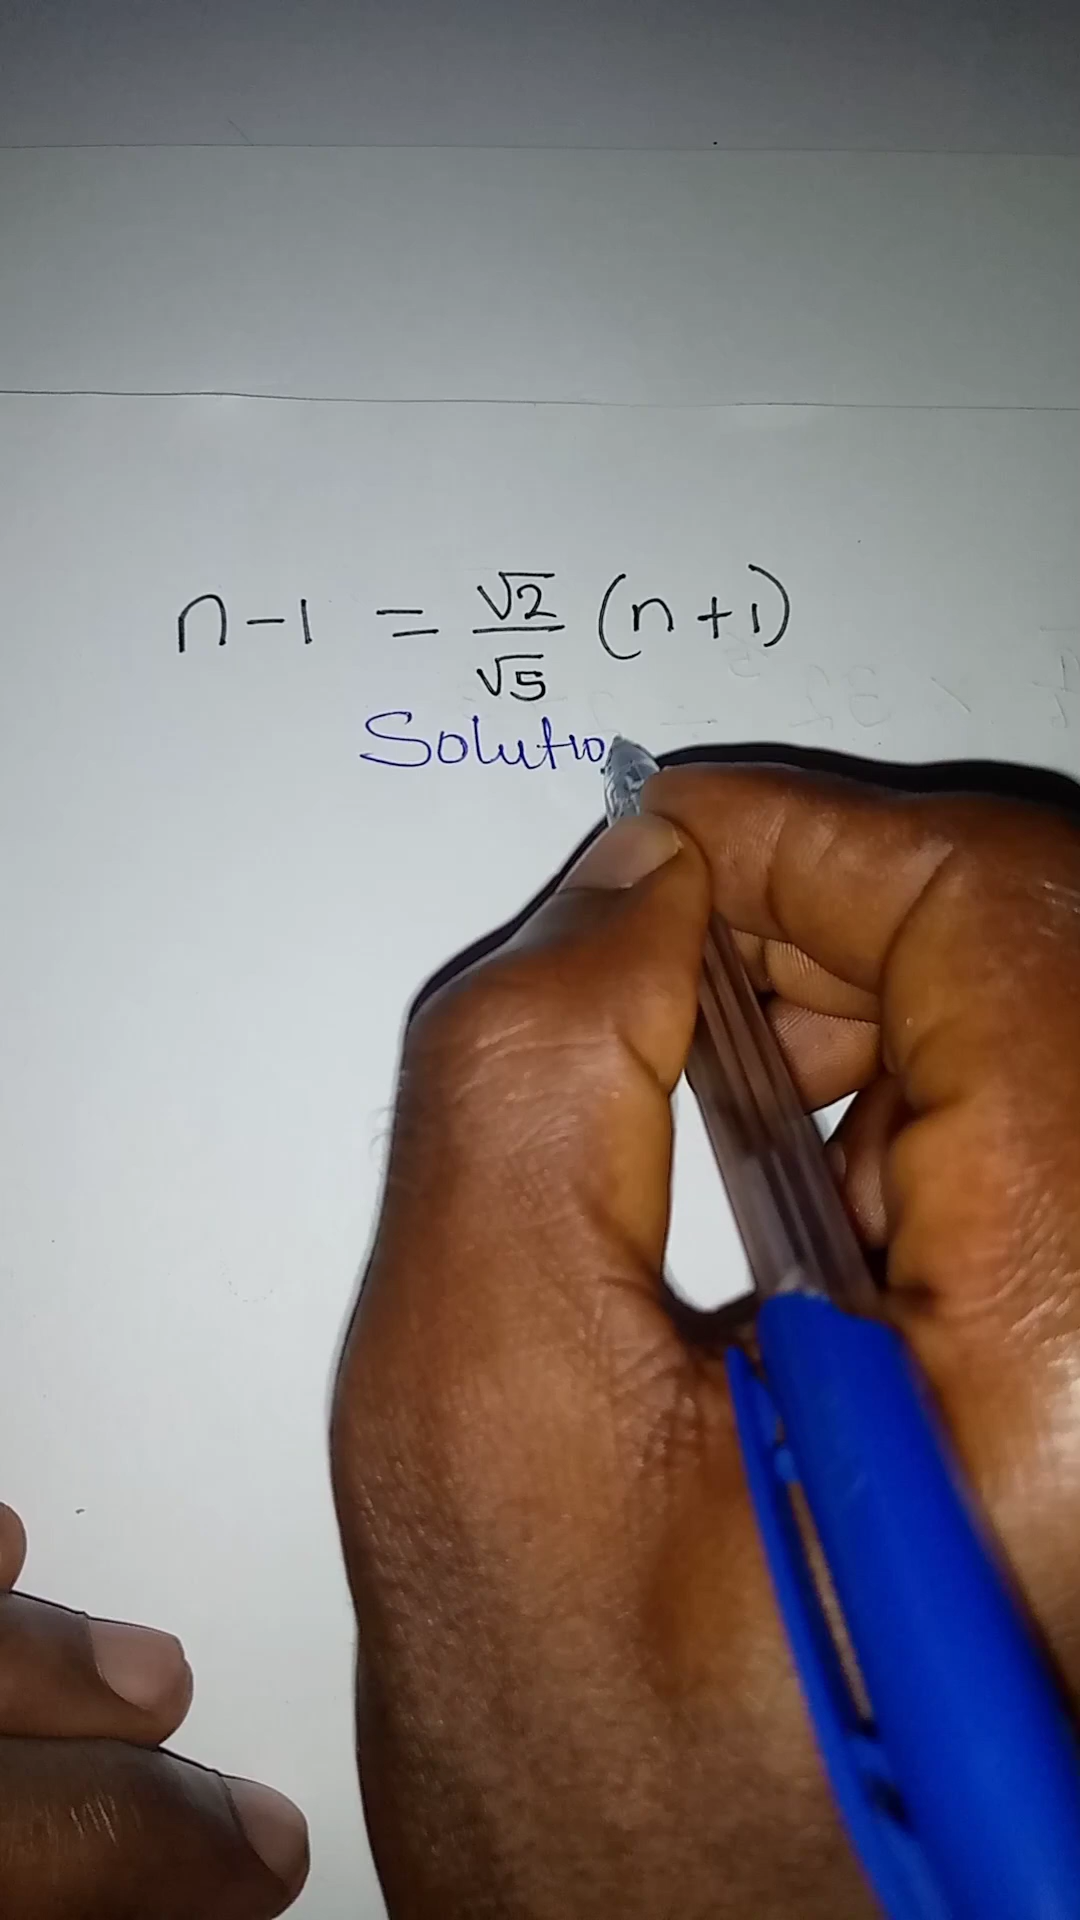 n-1 = √2/√5 (n+1)
Solutio